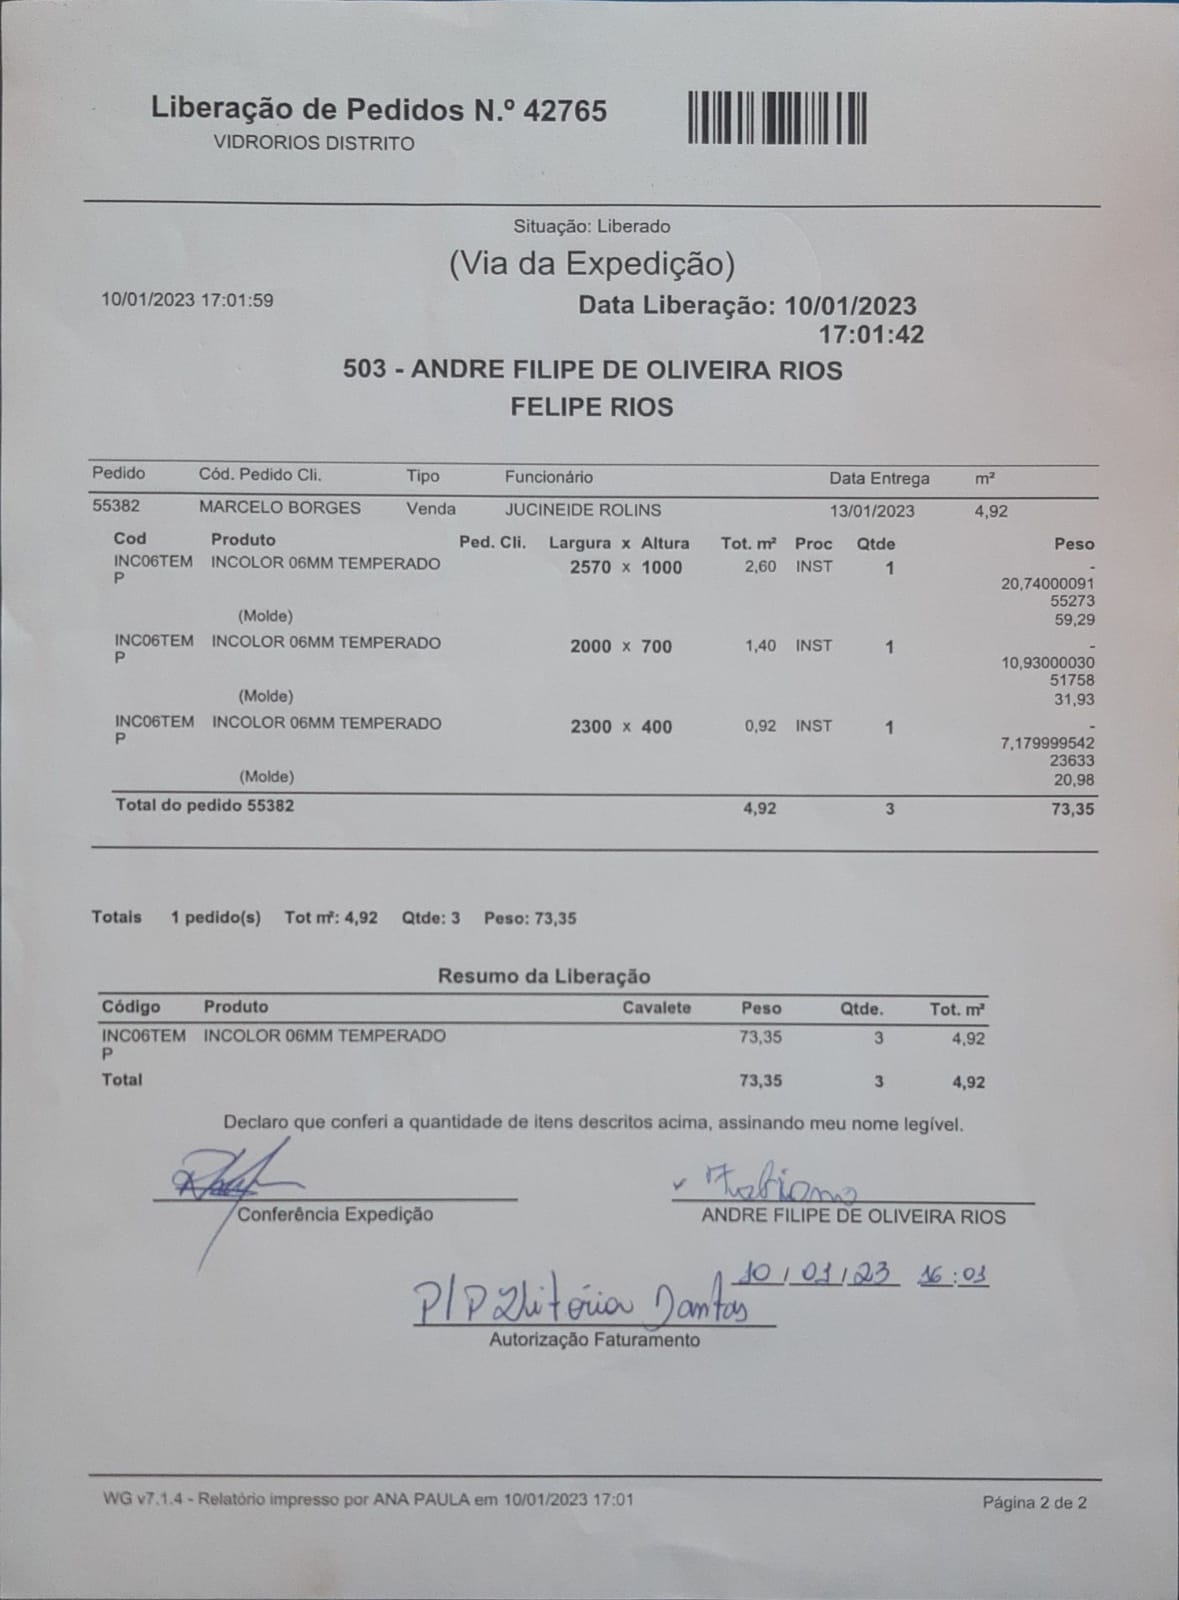 Liberação de Pedidos N.º 42765
VIDRORIOS DISTRITO
Situação: Liberado
(Via da Expedição)
10/01/2023 17:01:59
Data Liberação: 10/01/2023
17:01:42
503 - ANDRE FILIPE DE OLIVEIRA RIOS
FELIPE RIOS
Pedido Cód. Pedido Cli. Tipo Funcionário Data Entrega m²
55382 MARCELO BORGES Venda JUCINEIDE ROLINS 13/01/2023 4,92
Cod Produto Ped. Cli. Largura x Altura Tot. m² Proc Qtde Peso
INC06TEM INCOLOR 06MM TEMPERADO 2570 x 1000 2,60 INST 1 -
P 20,74000091
55273
(Molde) 59,29
INC06TEM INCOLOR 06MM TEMPERADO 2000 x 700 1,40 INST 1 -
P 10,93000030
51758
(Molde) 31,93
INC06TEM INCOLOR 06MM TEMPERADO 2300 x 400 0,92 INST 1 -
P 7,179999542
23633
(Molde) 20,98
Total do pedido 55382 4,92 3 73,35
Totais 1 pedido(s) Tot m²: 4,92 Qtde: 3 Peso: 73,35
Resumo da Liberação
Código Produto Cavalete Peso Qtde. Tot. m²
INC06TEM INCOLOR 06MM TEMPERADO 73,35 3 4,92
P
Total 73,35 3 4,92
Declaro que conferi a quantidade de itens descritos acima, assinando meu nome legível.
Fabiano
Conferência Expedição ANDRE FILIPE DE OLIVEIRA RIOS
10/01/23 16:01
P/P Vitória Dantas
Autorização Faturamento
WG v7.1.4 - Relatório impresso por ANA PAULA em 10/01/2023 17:01
Página 2 de 2